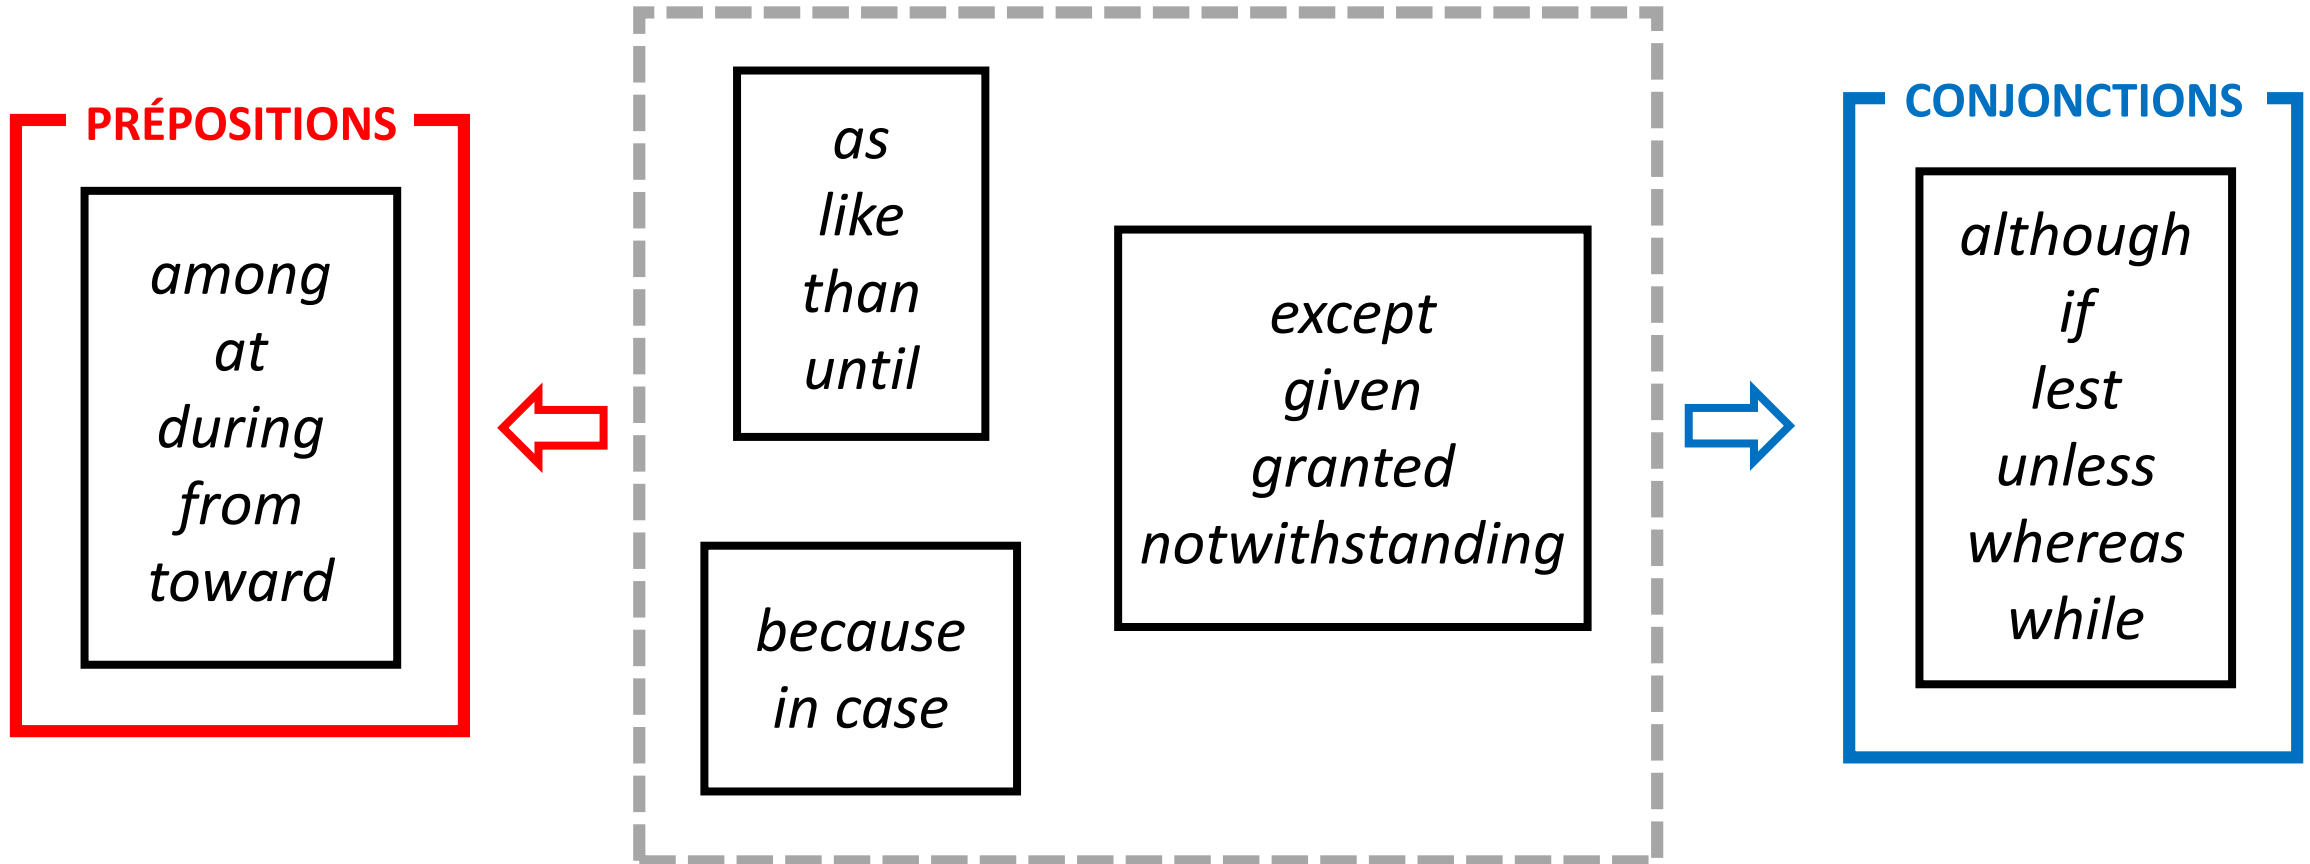 PRÉPOSITIONS
among
at
during
from
toward
as
like
than
until
because
in case
except
given
granted
notwithstanding
CONJONCTIONS
although
if
lest
unless
whereas
while